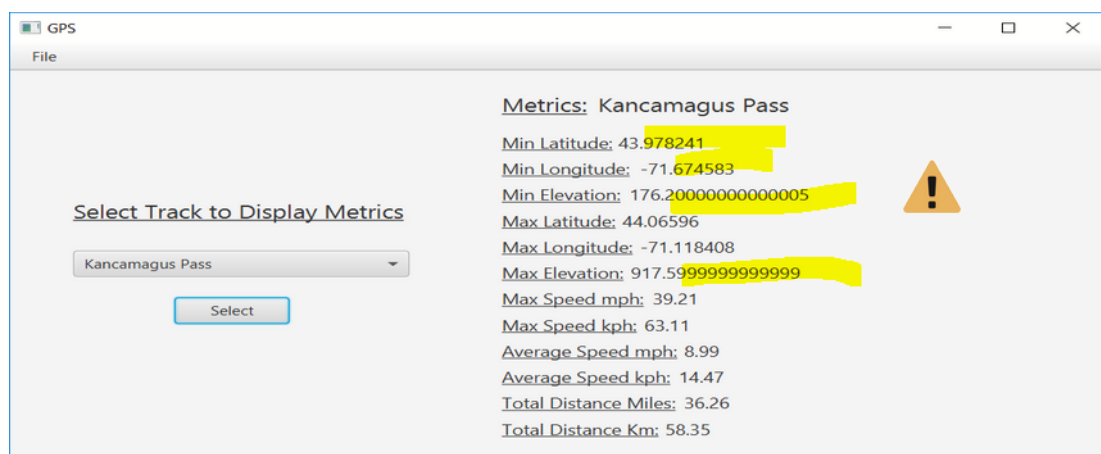 GPS
File
Metrics: Kancamagus Pass
Min Latitude: 43.978241
Min Longitude: -71.674583
Min Elevation: 176.20000000000005
Max Latitude: 44.06596
Max Longitude: -71.118408
Max Elevation: 917.5999999999999
Max Speed mph: 39.21
Max Speed kph: 63.11
Average Speed mph: 8.99
Average Speed kph: 14.47
Total Distance Miles: 36.26
Total Distance Km: 58.35
Select Track to Display Metrics
Kancamagus Pass
Select